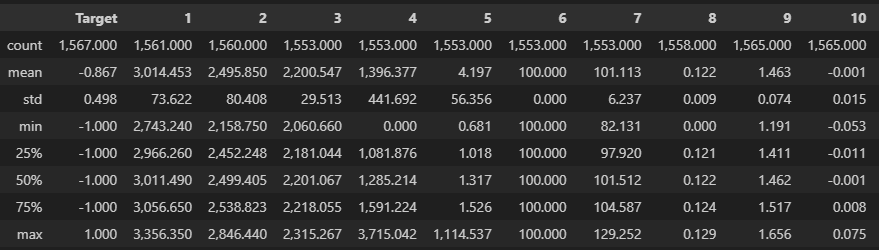 Target 1 2 3 4 5 6 7 8 9 10
count 1,567.000 1,561.000 1,560.000 1,553.000 1,553.000 1,553.000 1,553.000 1,553.000 1,558.000 1,565.000 1,565.000
mean -0.867 3,014.453 2,495.850 2,200.547 1,396.377 4.197 100.000 101.113 0.122 1.463 -0.001
std 0.498 73.622 80.408 29.513 441.692 56.356 0.000 6.237 0.009 0.074 0.015
min -1.000 2,743.240 2,158.750 2,060.660 0.000 0.681 100.000 82.131 0.000 1.191 -0.053
25% -1.000 2,966.260 2,452.248 2,181.044 1,081.876 1.018 100.000 97.920 0.121 1.411 -0.011
50% -1.000 3,011.490 2,499.405 2,201.067 1,285.214 1.317 100.000 101.512 0.122 1.462 -0.001
75% -1.000 3,056.650 2,538.823 2,218.055 1,591.224 1.526 100.000 104.587 0.124 1.517 0.008
max 1.000 3,356.350 2,846.440 2,315.267 3,715.042 1,114.537 100.000 129.252 0.129 1.656 0.075